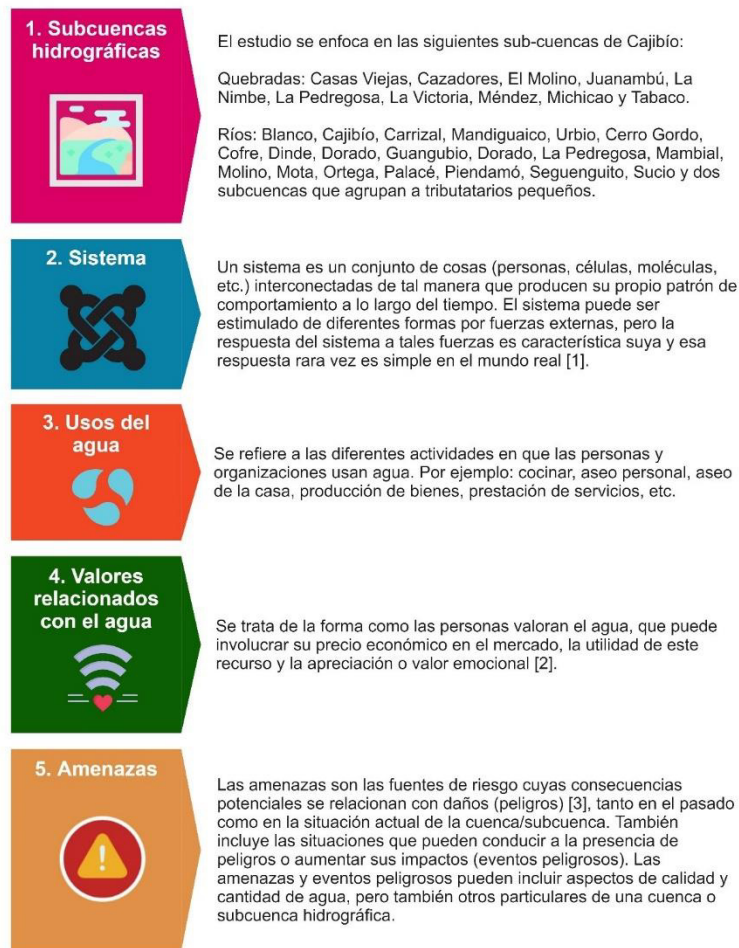 1. Subcuencas
hidrográficas
El estudio se enfoca en las siguientes sub-cuencas de Cajibío:
Quebradas: Casas Viejas, Cazadores, El Molino, Juanambú, La
Nimbe, La Pedregosa, La Victoria, Méndez, Michicao y Tabaco.
Ríos: Blanco, Cajibío, Carrizal, Mandiguaico, Urbio, Cerro Gordo,
Cofre, Dinde, Dorado, Guangubio, Dorado, La Pedregosa, Mambial,
Molino, Mota, Ortega, Palacé, Piendamó, Seguenguito, Sucio y dos
subcuencas que agrupan a tributatarios pequeños.
2. Sistema
Un sistema es un conjunto de cosas (personas, células, moléculas,
etc.) interconectadas de tal manera que producen su propio patrón de
comportamiento a lo largo del tiempo. El sistema puede ser
estimulado de diferentes formas por fuerzas externas, pero la
respuesta del sistema a tales fuerzas es característica suya y esa
respuesta rara vez es simple en el mundo real [1].
3. Usos del
agua
Se refiere a las diferentes actividades en que las personas y
organizaciones usan agua. Por ejemplo: cocinar, aseo personal, aseo
de la casa, producción de bienes, prestación de servicios, etc.
4. Valores
relacionados
con el agua
Se trata de la forma como las personas valoran el agua, que puede
involucrar su precio económico en el mercado, la utilidad de este
recurso y la apreciación o valor emocional [2].
5. Amenazas
Las amenazas son las fuentes de riesgo cuyas consecuencias
potenciales se relacionan con daños (peligros) [3], tanto en el pasado
como en la situación actual de la cuenca/subcuenca. También
incluye las situaciones que pueden conducir a la presencia de
peligros o aumentar sus impactos (eventos peligrosos). Las
amenazas y eventos peligrosos pueden incluir aspectos de calidad y
cantidad de agua, pero también otros particulares de una cuenca o
subcuenca hidrográfica.